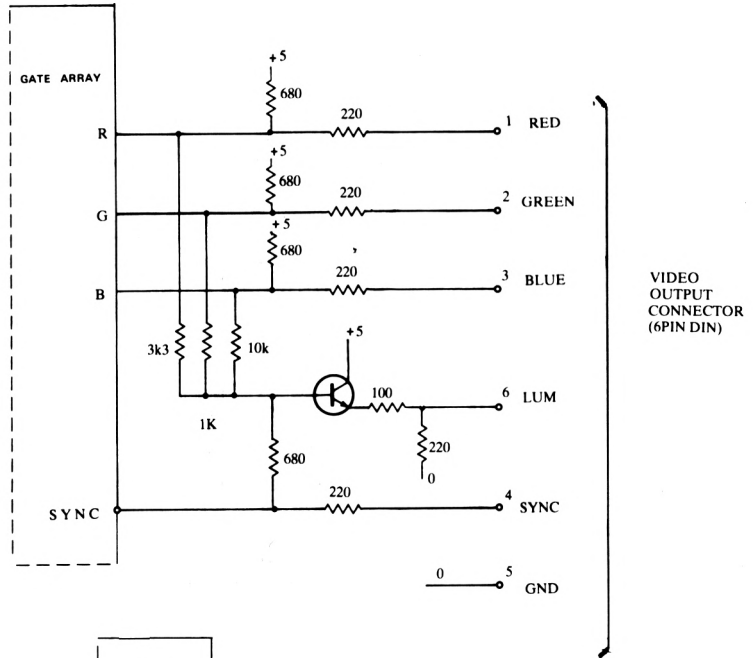 GATE ARRAY
+5
680
220
R
1 RED
+5
680
220
G
2 GREEN
+5
680
220
B
3 BLUE
VIDEO
OUTPUT
CONNECTOR
(6PIN DIN)
3k3
10k
+5
100
6 LUM
1K
680
220
0
220
SYNC
4 SYNC
0
5
GND